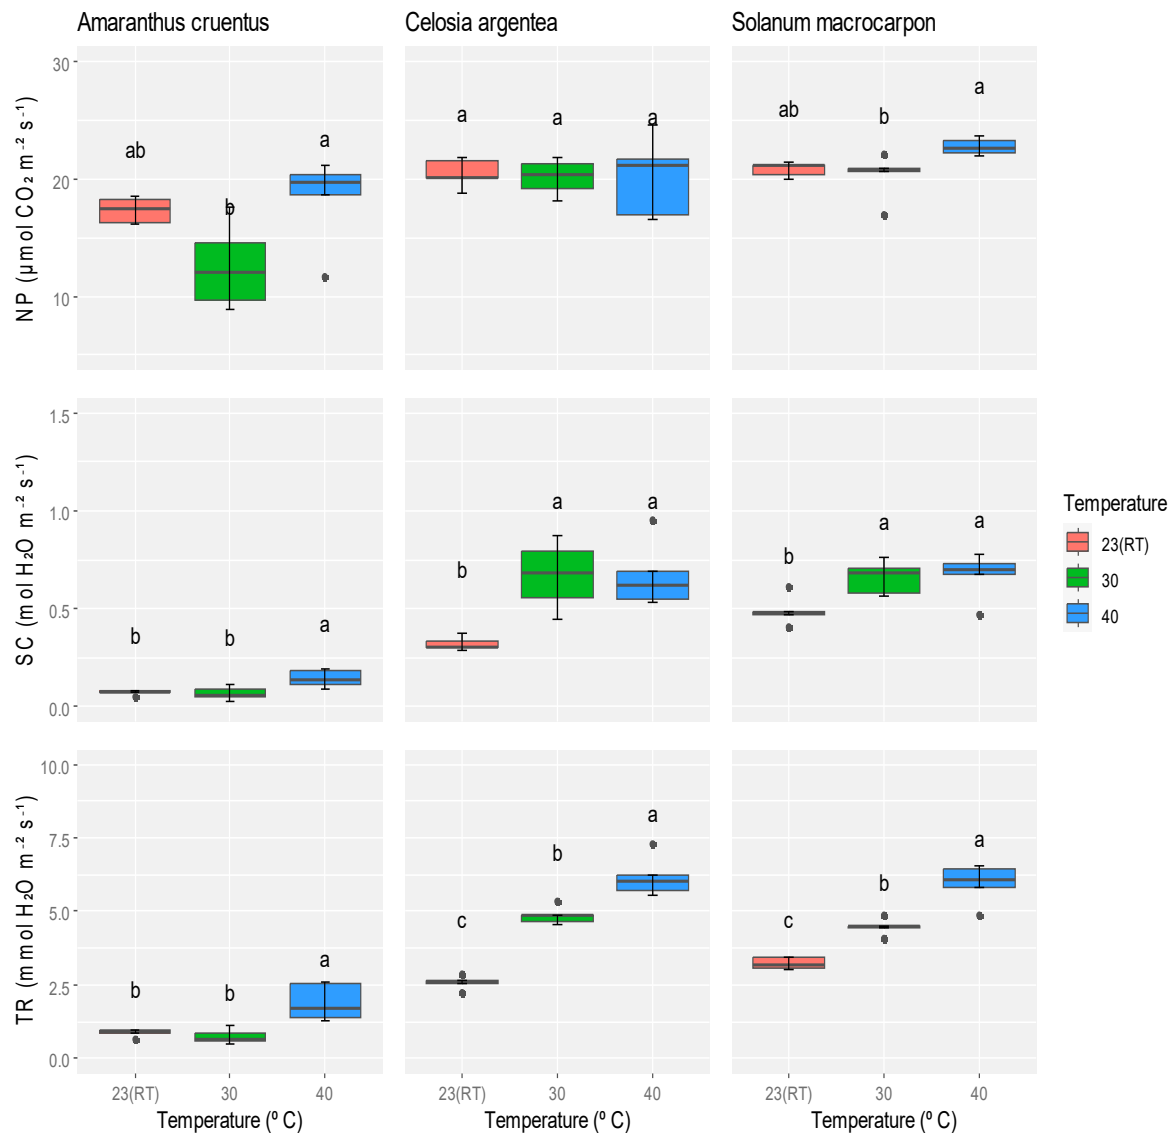 Amaranthus cruentus Celosia argentea Solanum macrocarpon
NP (µmol CO₂ m⁻² s⁻¹)
30
20
10
ab b a
a a a
ab b a
SC (mol H₂O m⁻² s⁻¹)
1.5
1.0
0.5
0.0
b b a
b a a
b a a
TR (mmol H₂O m⁻² s⁻¹)
10.0
7.5
5.0
2.5
0.0
b b a
c b a
c b a
23(RT) 30 40 23(RT) 30 40 23(RT) 30 40
Temperature (º C) Temperature (º C) Temperature (º C)
Temperature
23(RT)
30
40